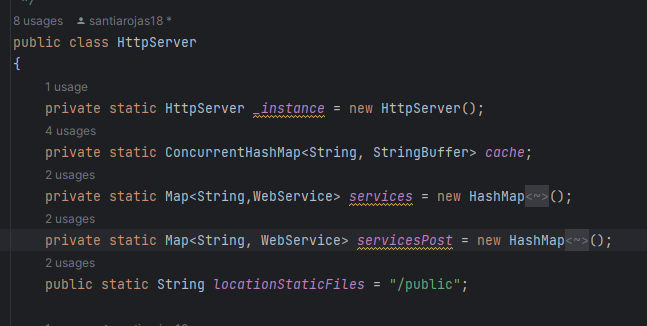 */
8 usages santiarojas18 *
public class HttpServer
{
1 usage
private static HttpServer _instance = new HttpServer();
4 usages
private static ConcurrentHashMap<String, StringBuffer> cache;
2 usages
private static Map<String,WebService> services = new HashMap<~>();
2 usages
private static Map<String, WebService> servicesPost = new HashMap<~>();
2 usages
public static String locationStaticFiles = "/public";